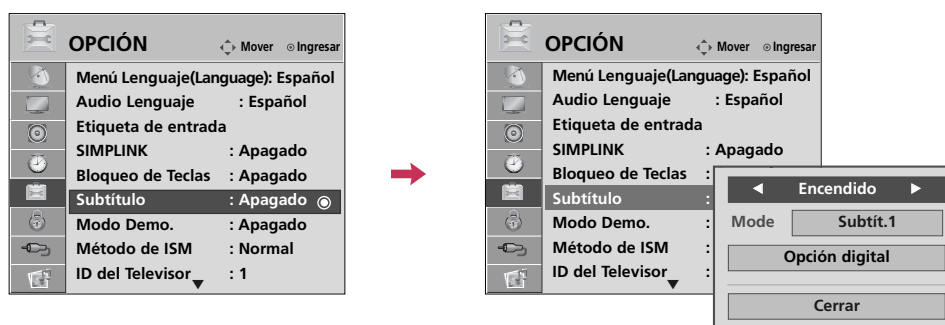 OPCIÓN
Mover Ingresar
Menú Lenguaje(Language): Español
Audio Lenguaje : Español
Etiqueta de entrada
SIMPLINK : Apagado
Bloqueo de Teclas : Apagado
Subtítulo : Apagado
Modo Demo. : Apagado
Método de ISM : Normal
ID del Televisor : 1
OPCIÓN
Mover Ingresar
Menú Lenguaje(Language): Español
Audio Lenguaje : Español
Etiqueta de entrada
SIMPLINK : Apagado
Bloqueo de Teclas :
Subtítulo :
Modo Demo. :
Método de ISM :
ID del Televisor :
Encendido
Mode Subtít.1
Opción digital
Cerrar